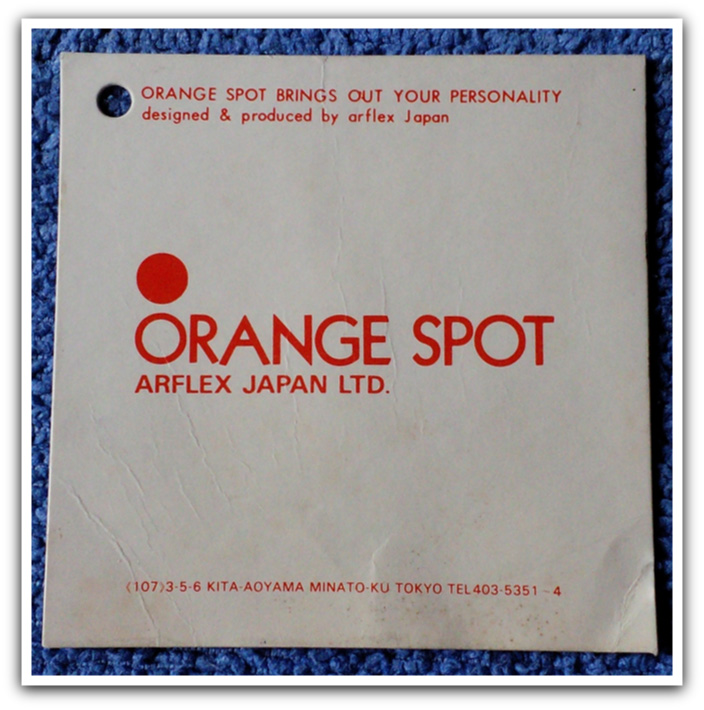 ORANGE SPOT BRINGS OUT YOUR PERSONALITY
designed & produced by arflex Japan
ORANGE SPOT
ARFLEX JAPAN LTD.
(107)3-5-6 KITA-AOYAMA MINATO-KU TOKYO TEL403-5351~4